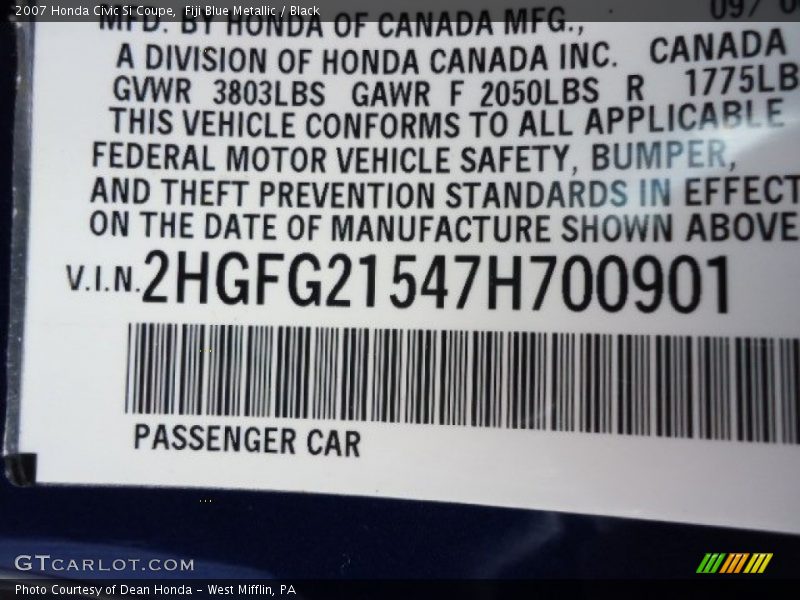 2007 Honda Civic Si Coupe, Fiji Blue Metallic / Black
MFD. BY HONDA OF CANADA MFG., 09/
A DIVISION OF HONDA CANADA INC. CANADA
GVWR 3803LBS GAWR F 2050LBS R 1775LB
THIS VEHICLE CONFORMS TO ALL APPLICABLE
FEDERAL MOTOR VEHICLE SAFETY, BUMPER,
AND THEFT PREVENTION STANDARDS IN EFFECT
ON THE DATE OF MANUFACTURE SHOWN ABOVE
V.I.N. 2HGFG21547H700901
PASSENGER CAR
GTCARLOT.COM
Photo Courtesy of Dean Honda - West Mifflin, PA